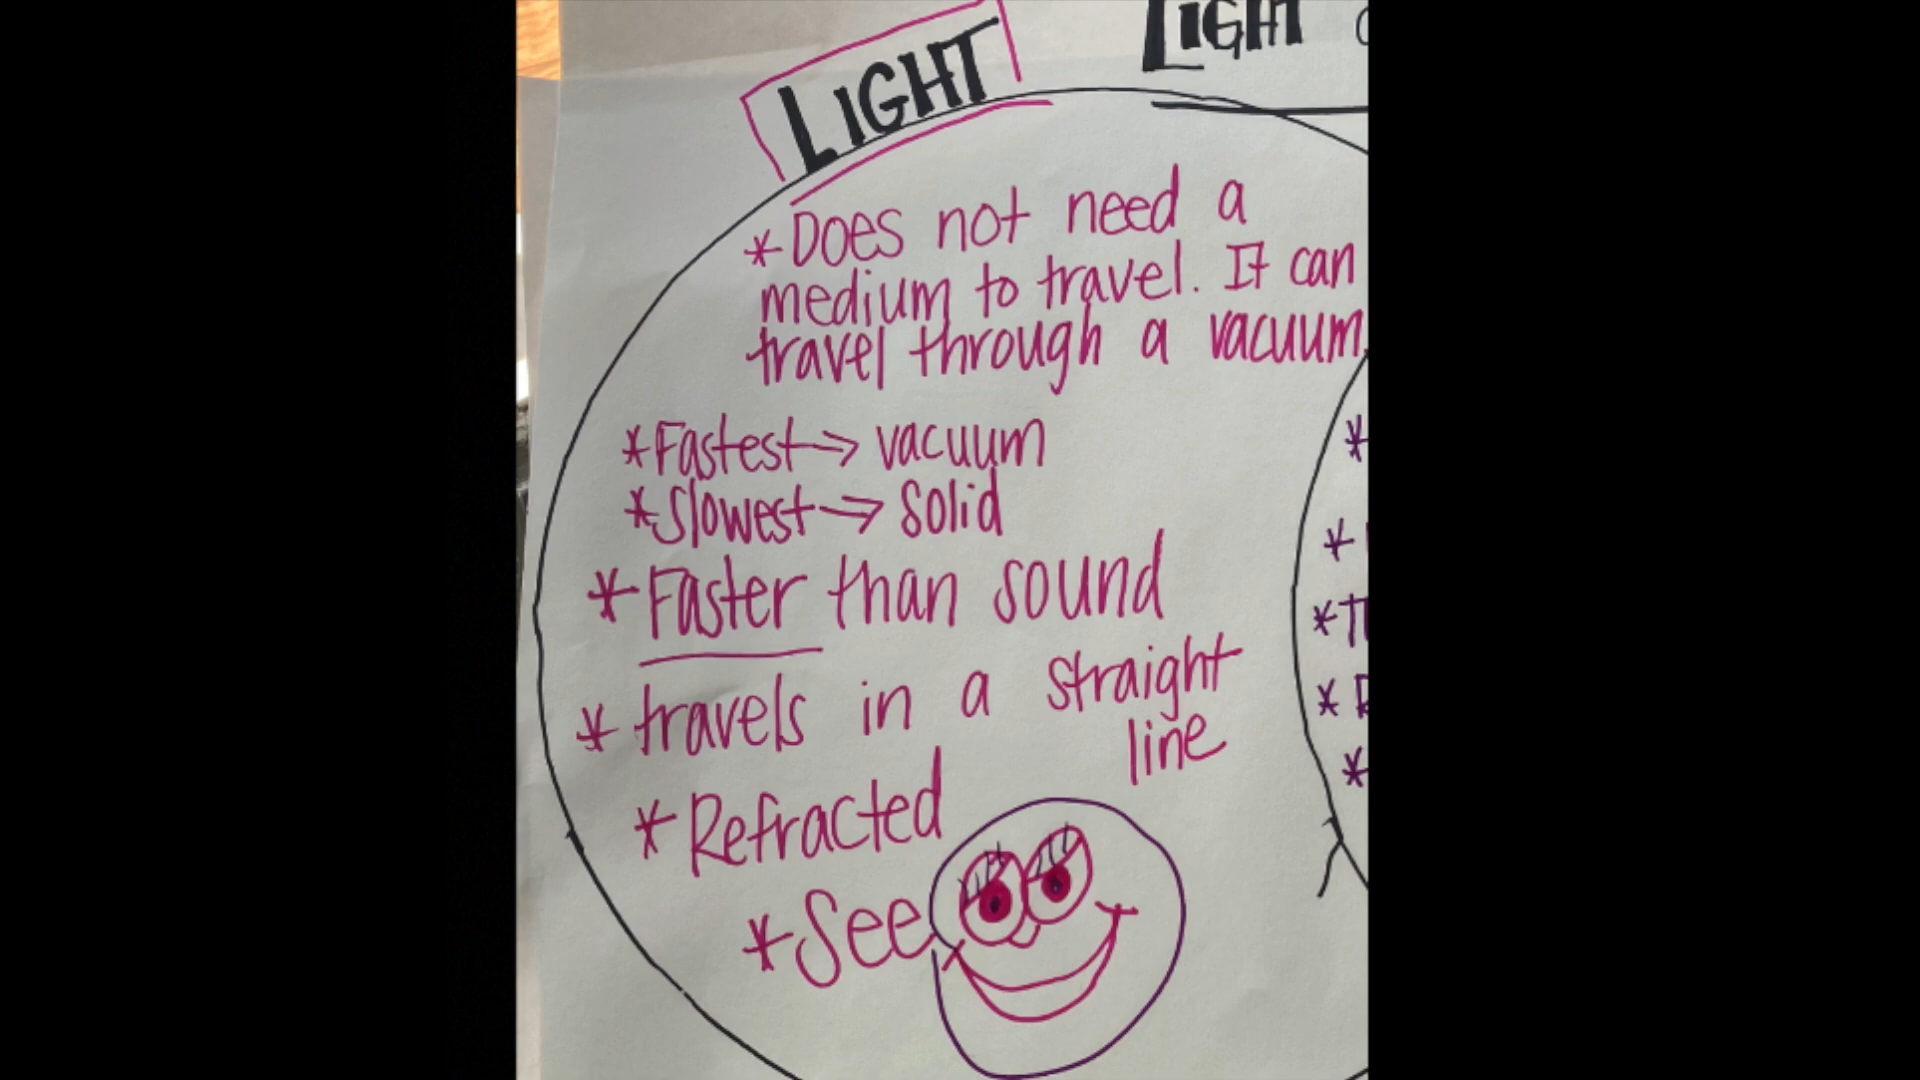 LIGHT
LIGHT
*Does not need a
medium to travel. It can
travel through a vacuum.
*Fastest→vacuum
*Slowest→solid
*Faster than sound
*travels in a straight
line
*Refracted
*See